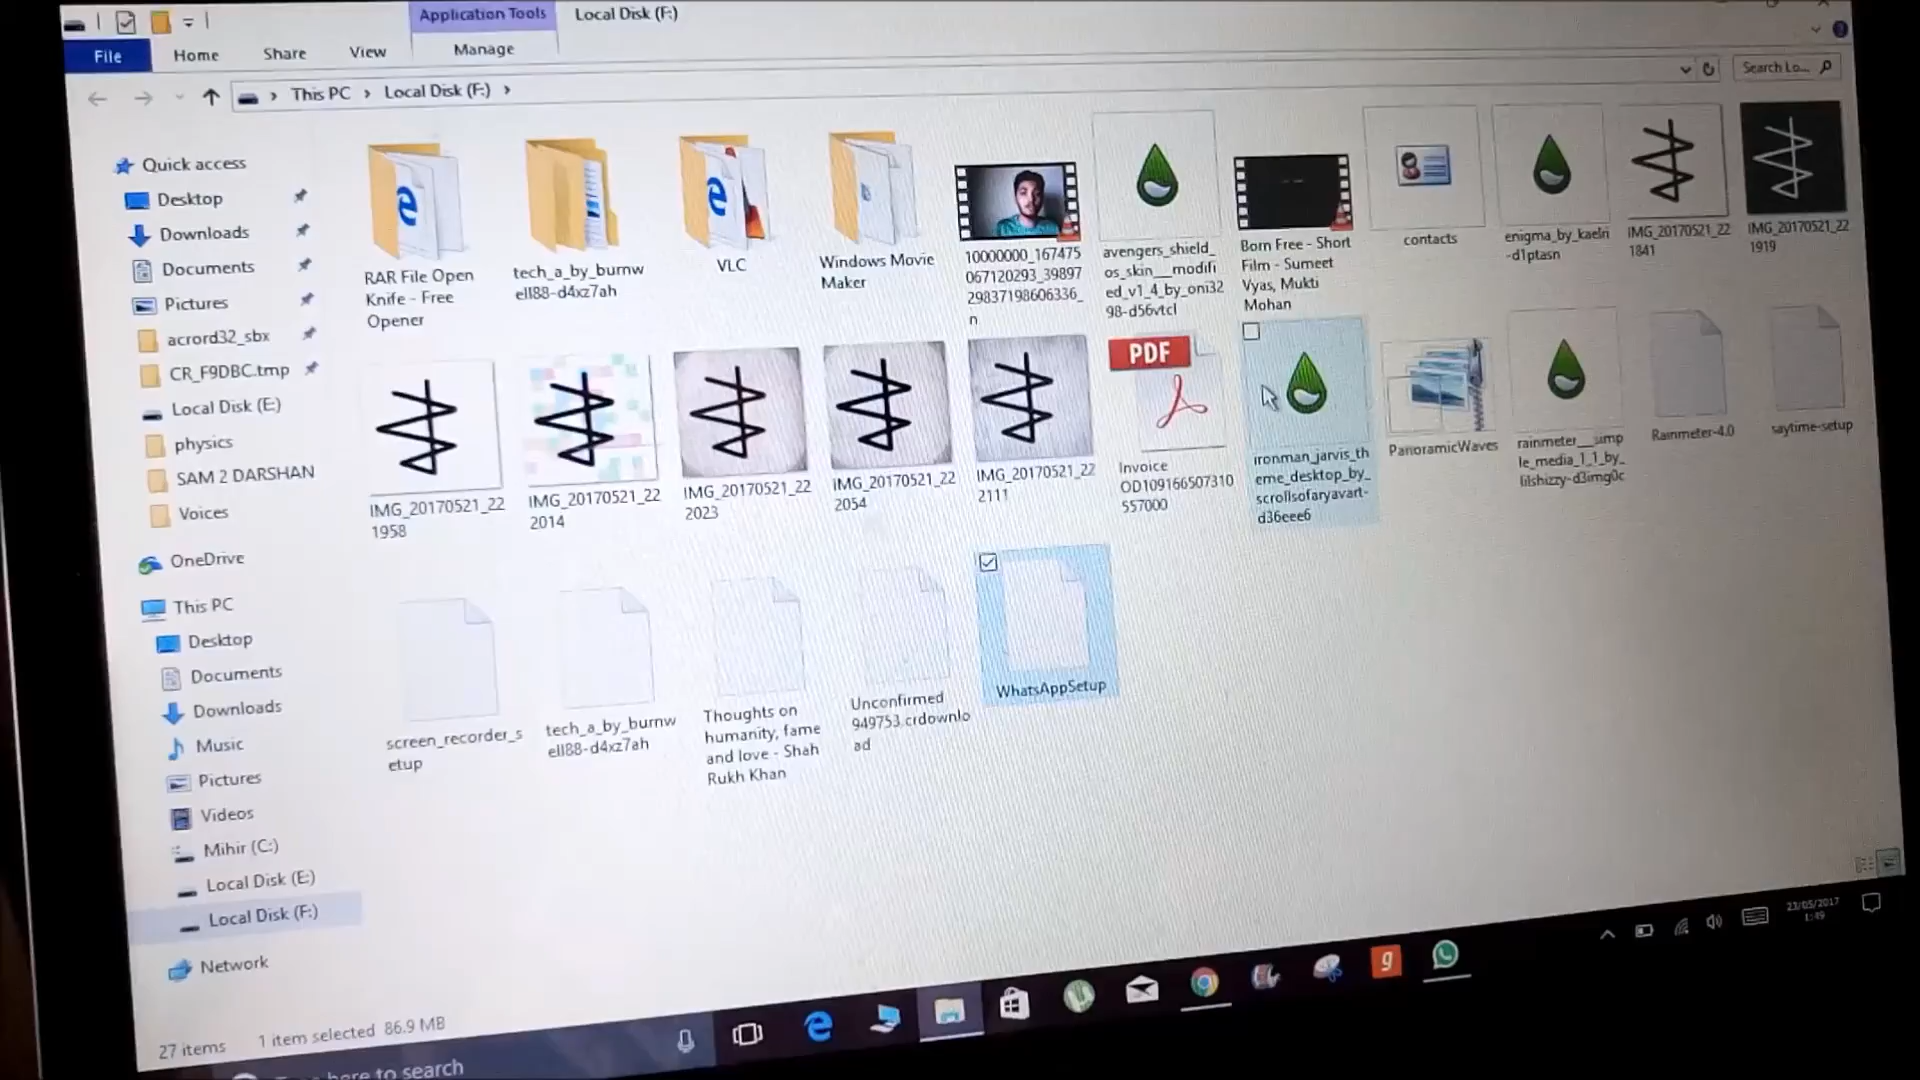 Application Tools
Local Disk (F:)
File
Home
Share
View
Manage
This PC
Local Disk (F:)
Search Lo...
Quick access
Desktop
Downloads
Documents
Pictures
acrord32_sbx
CR_F9DBC.tmp
Local Disk (E:)
physics
SAM 2 DARSHAN
Voices
OneDrive
This PC
Desktop
Documents
Downloads
Music
Pictures
Videos
Mihir (C:)
Local Disk (E:)
Local Disk (F:)
Network
RAR File Open
Knife - Free
Opener
tech_a_by_burnw
ell88-d4xz7ah
VLC
Windows Movie
Maker
10000000_167475
067120293_39897
29837198606336_
n
avengers_shield_
os_skin___modifi
ed_v1_4_by_oni32
98-d56vtcl
Born Free - Short
Film - Sumeet
Vyas, Mukti
Mohan
contacts
enigma_by_kaelri
-d1ptasn
IMG_20170521_22
1841
IMG_20170521_22
1919
IMG_20170521_22
1958
IMG_20170521_22
2014
IMG_20170521_22
2023
IMG_20170521_22
2054
IMG_20170521_22
2111
PDF
Invoice
OD109166507310
557000
ironman_jarvis_th
eme_desktop_by_
scrollsofaryavart-
d36eee6
PanoramicWaves
rainmeter__simp
le_media_1_1_by_
lilshizzy-d3img0c
Rainmeter-4.0
saytime-setup
screen_recorder_s
etup
tech_a_by_burnw
ell88-d4xz7ah
Thoughts on
humanity, fame
and love - Shah
Rukh Khan
Unconfirmed
949753.crdownlo
ad
WhatsAppSetup
27 items
1 item selected 86.9 MB
here to search
g
23/05/2017
1:49